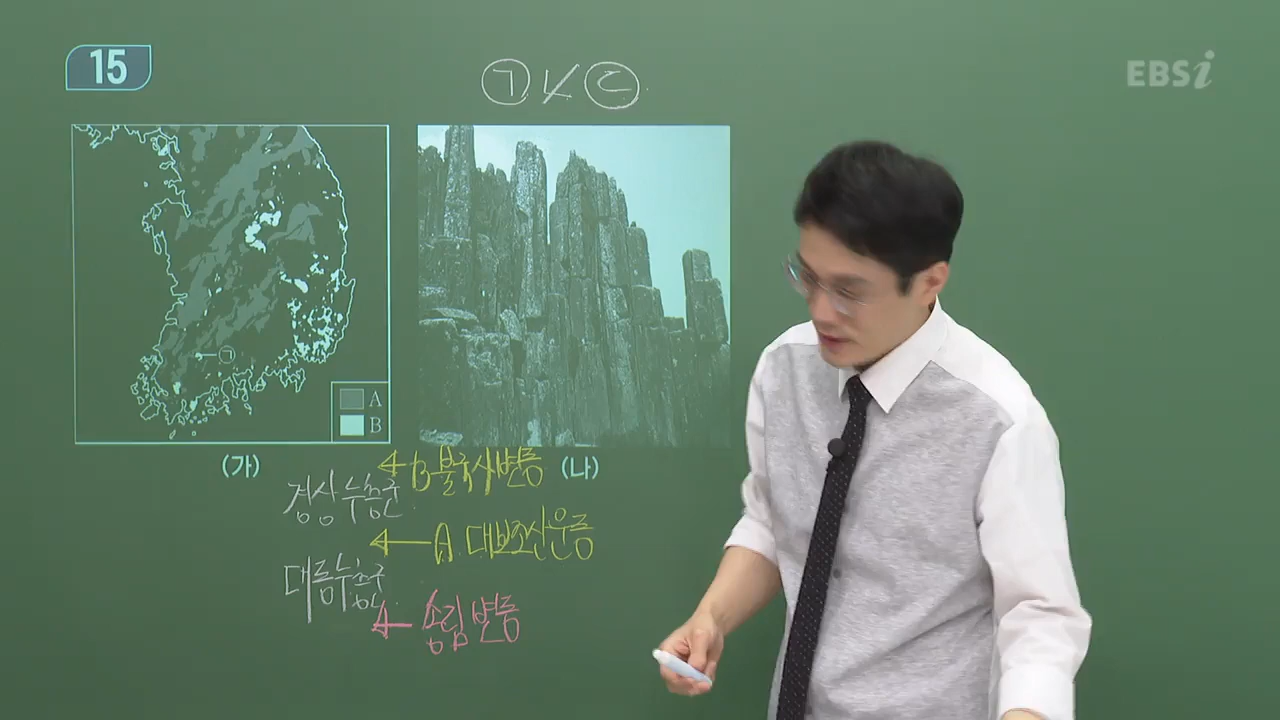 15
EBSi
ㄱ < ㄷ
㉠
A
B
(가)
(나)
경상 누층군
B 불국사 변동
A. 대보조산운동
대동누층군
송림 변동